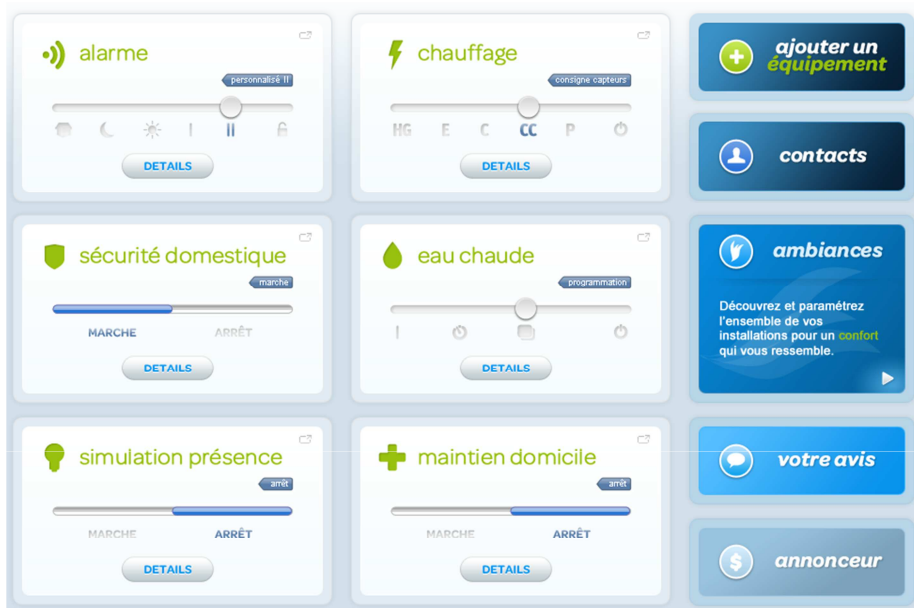 alarme
personnalisé II
I II
DETAILS
chauffage
consigne capteurs
HG E C CC P
DETAILS
ajouter un
équipement
contacts
sécurité domestique
marche
MARCHE ARRÊT
DETAILS
eau chaude
programmation
I
DETAILS
ambiances
Découvrez et paramétrez
l'ensemble de vos
installations pour un confort
qui vous ressemble.
simulation présence
arrêt
MARCHE ARRÊT
DETAILS
maintien domicile
arrêt
MARCHE ARRÊT
DETAILS
votre avis
annonceur